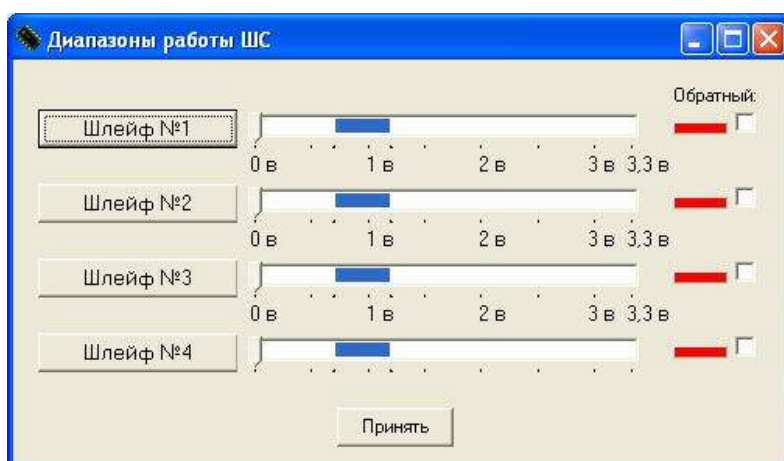 Диапазоны работы ШС
Обратный:
Шлейф №1
0 в 1 в 2 в 3 в 3,3 в
Шлейф №2
0 в 1 в 2 в 3 в 3,3 в
Шлейф №3
0 в 1 в 2 в 3 в 3,3 в
Шлейф №4
Принять